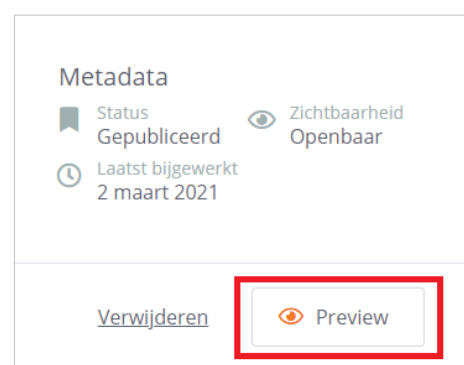 Metadata
Status Zichtbaarheid
Gepubliceerd Openbaar
Laatst bijgewerkt
2 maart 2021
Verwijderen Preview